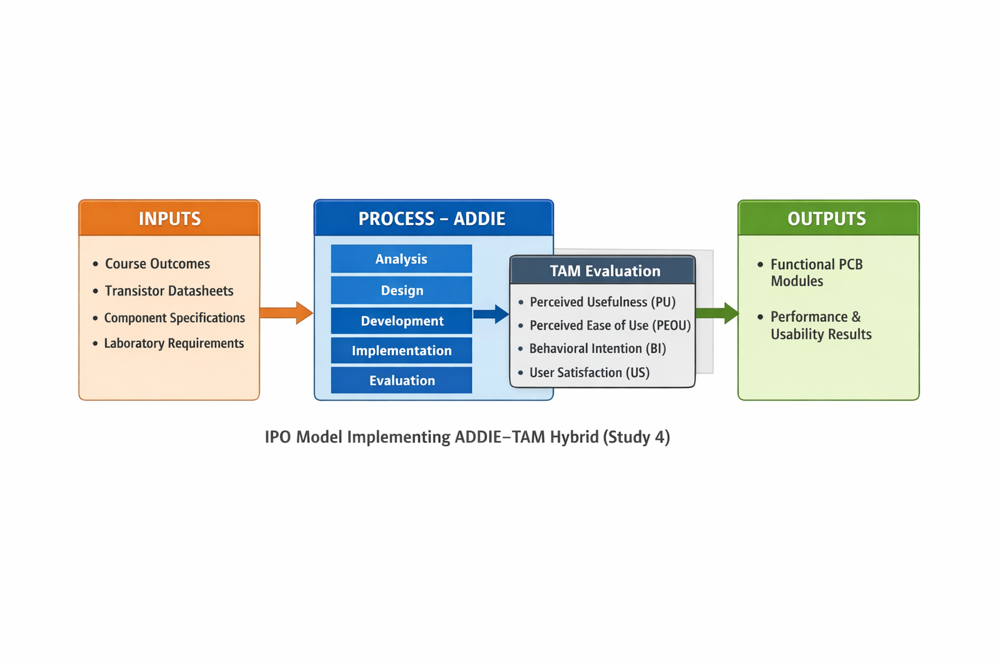 INPUTS
• Course Outcomes
• Transistor Datasheets
• Component Specifications
• Laboratory Requirements
PROCESS – ADDIE
Analysis
Design
Development
Implementation
Evaluation
TAM Evaluation
• Perceived Usefulness (PU)
• Perceived Ease of Use (PEOU)
• Behavioral Intention (BI)
• User Satisfaction (US)
OUTPUTS
• Functional PCB
Modules
• Performance &
Usability Results
IPO Model Implementing ADDIE–TAM Hybrid (Study 4)